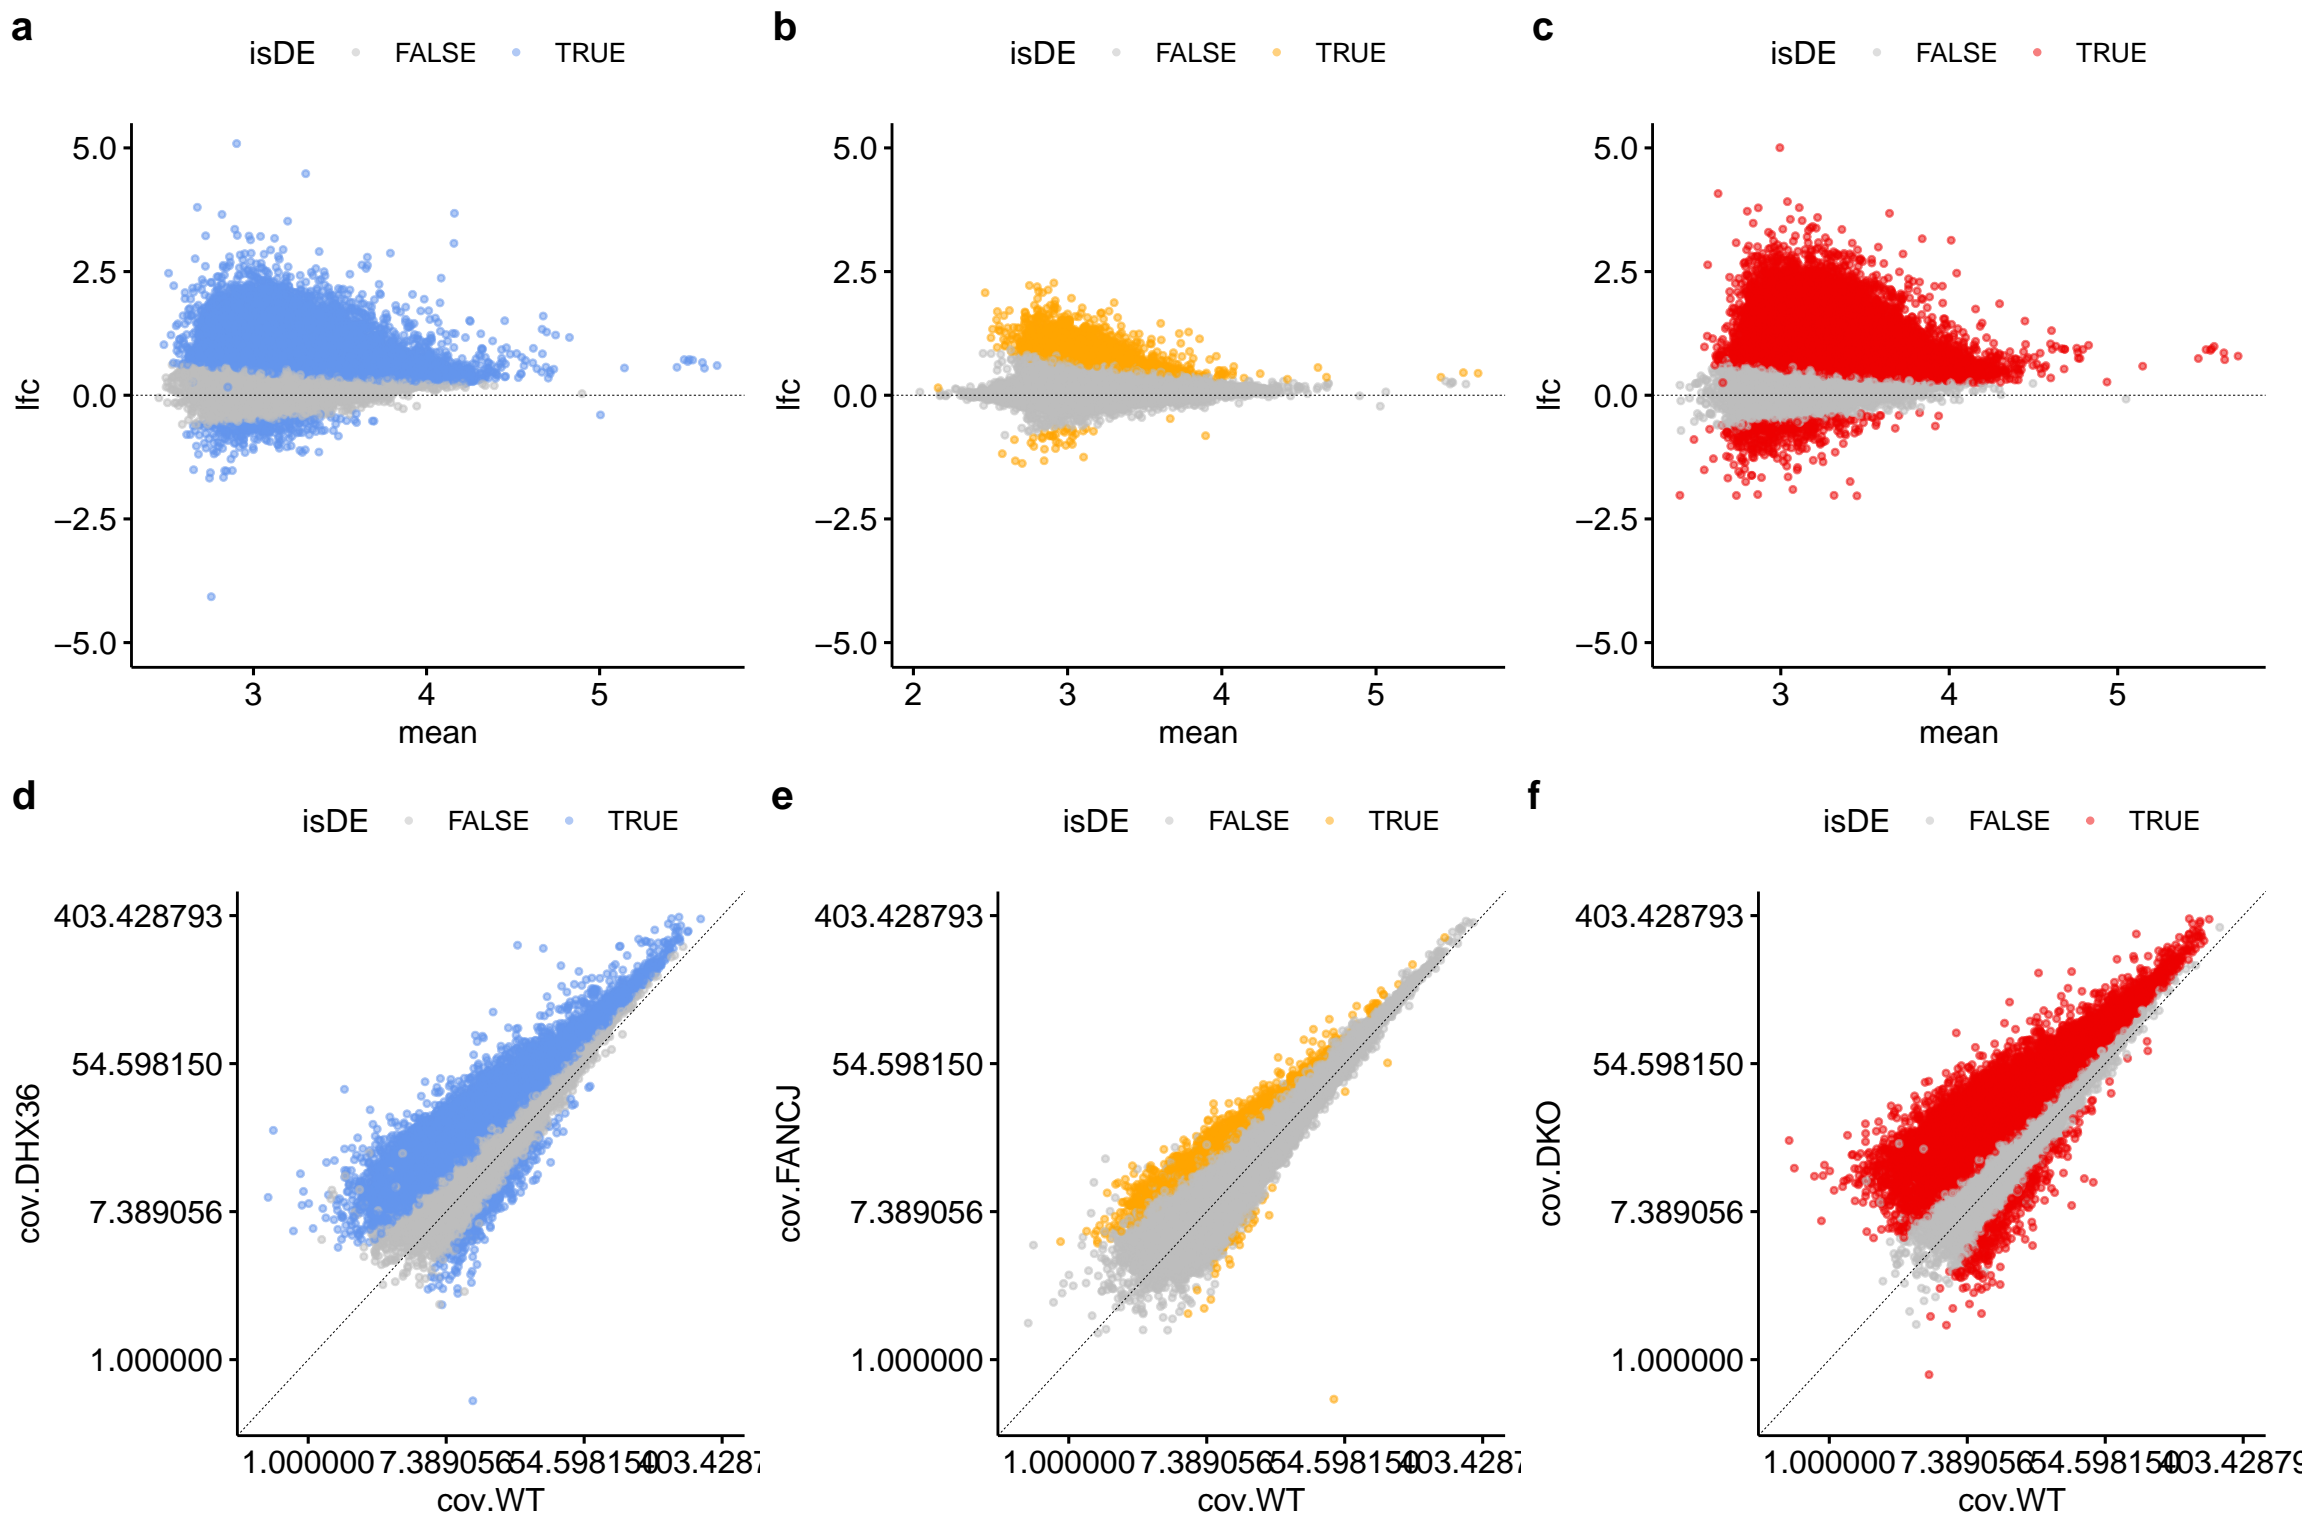 a
isDE FALSE TRUE
5.0
2.5
0.0
−2.5
−5.0
lfc
3 4 5
mean
b
isDE FALSE TRUE
5.0
2.5
0.0
−2.5
−5.0
lfc
2 3 4 5
mean
c
isDE FALSE TRUE
5.0
2.5
0.0
−2.5
−5.0
lfc
3 4 5
mean
d
isDE FALSE TRUE
403.428793
54.598150
7.389056
1.000000
cov.DHX36
1.000000 7.389056 54.598150 403.428
cov.WT
e
isDE FALSE TRUE
403.428793
54.598150
7.389056
1.000000
cov.FANCJ
1.000000 7.389056 54.598150 403.428
cov.WT
f
isDE FALSE TRUE
403.428793
54.598150
7.389056
1.000000
cov.DKO
1.000000 7.389056 54.598150 403.42879
cov.WT